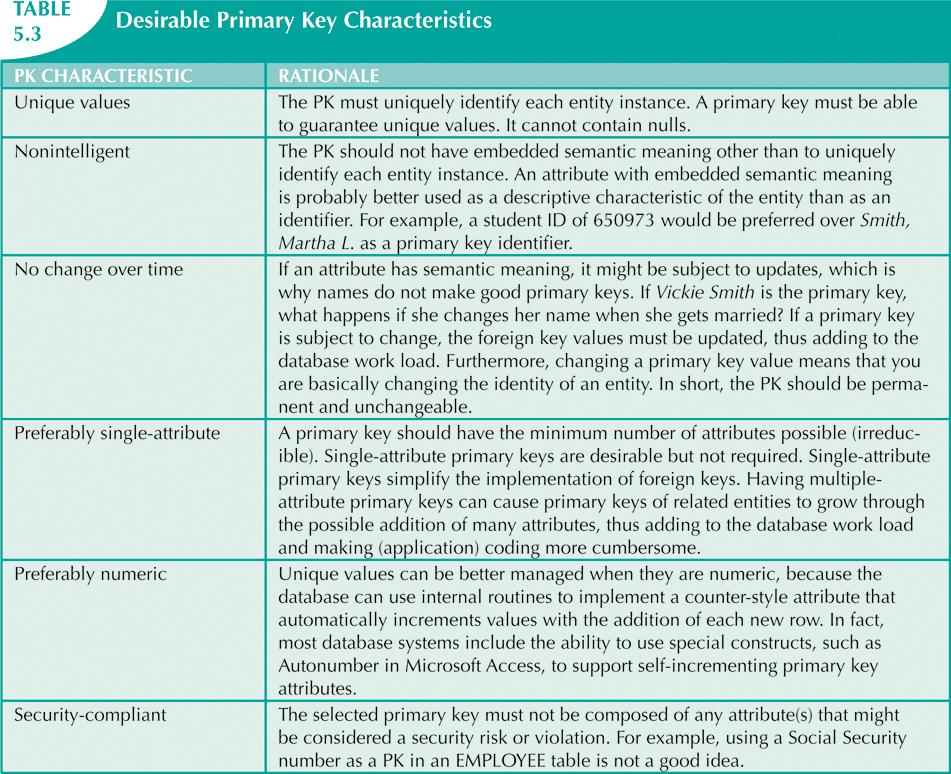 TABLE
5.3
Desirable Primary Key Characteristics
PK CHARACTERISTIC RATIONALE
Unique values The PK must uniquely identify each entity instance. A primary key must be able
to guarantee unique values. It cannot contain nulls.
Nonintelligent The PK should not have embedded semantic meaning other than to uniquely
identify each entity instance. An attribute with embedded semantic meaning
is probably better used as a descriptive characteristic of the entity than as an
identifier. For example, a student ID of 650973 would be preferred over Smith,
Martha L. as a primary key identifier.
No change over time If an attribute has semantic meaning, it might be subject to updates, which is
why names do not make good primary keys. If Vickie Smith is the primary key,
what happens if she changes her name when she gets married? If a primary key
is subject to change, the foreign key values must be updated, thus adding to the
database work load. Furthermore, changing a primary key value means that you
are basically changing the identity of an entity. In short, the PK should be perma-
nent and unchangeable.
Preferably single-attribute A primary key should have the minimum number of attributes possible (irreduc-
ible). Single-attribute primary keys are desirable but not required. Single-attribute
primary keys simplify the implementation of foreign keys. Having multiple-
attribute primary keys can cause primary keys of related entities to grow through
the possible addition of many attributes, thus adding to the database work load
and making (application) coding more cumbersome.
Preferably numeric Unique values can be better managed when they are numeric, because the
database can use internal routines to implement a counter-style attribute that
automatically increments values with the addition of each new row. In fact,
most database systems include the ability to use special constructs, such as
Autonumber in Microsoft Access, to support self-incrementing primary key
attributes.
Security-compliant The selected primary key must not be composed of any attribute(s) that might
be considered a security risk or violation. For example, using a Social Security
number as a PK in an EMPLOYEE table is not a good idea.